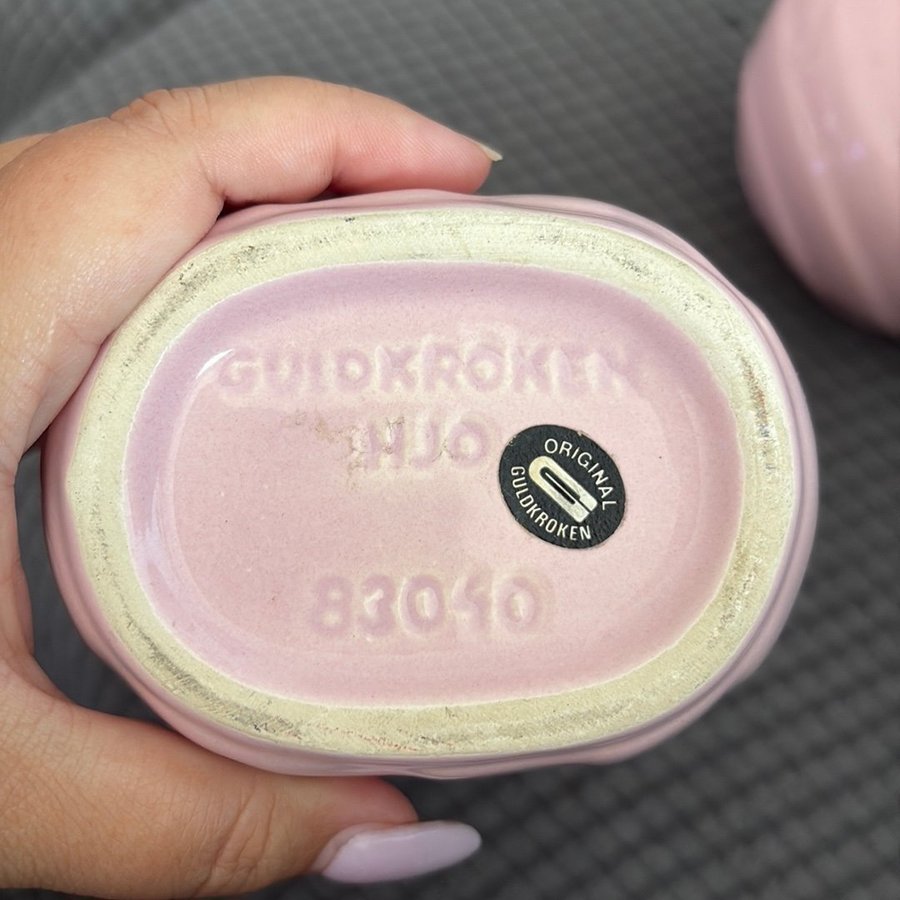 GULDKROKEN
HJO
ORIGINAL
GULDKROKEN
83040